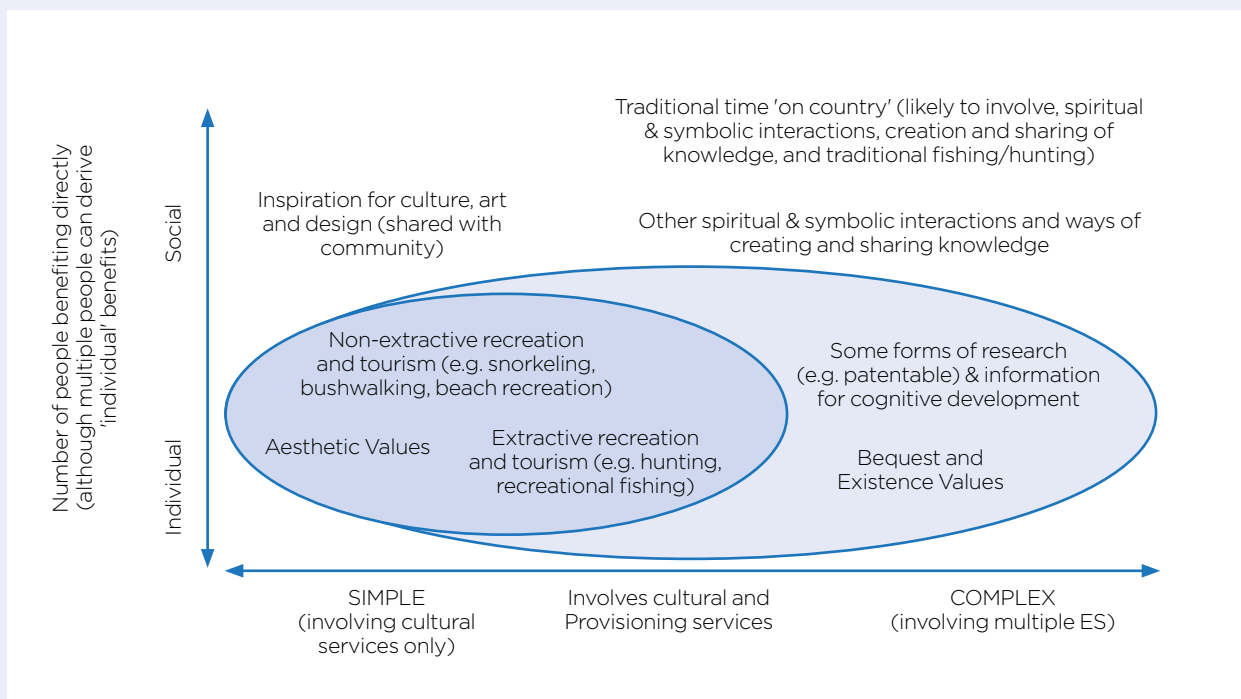 Number of people benefiting directly
(although multiple people can derive
'individual' benefits)
Social
Individual
Traditional time 'on country' (likely to involve, spiritual
& symbolic interactions, creation and sharing of
knowledge, and traditional fishing/hunting)
Inspiration for culture, art
and design (shared with
community)
Other spiritual & symbolic interactions and ways of
creating and sharing knowledge
Non-extractive recreation
and tourism (e.g. snorkeling,
bushwalking, beach recreation)
Some forms of research
(e.g. patentable) & information
for cognitive development
Aesthetic Values
Extractive recreation
and tourism (e.g. hunting,
recreational fishing)
Bequest and
Existence Values
SIMPLE
(involving cultural
services only)
Involves cultural and
Provisioning services
COMPLEX
(involving multiple ES)